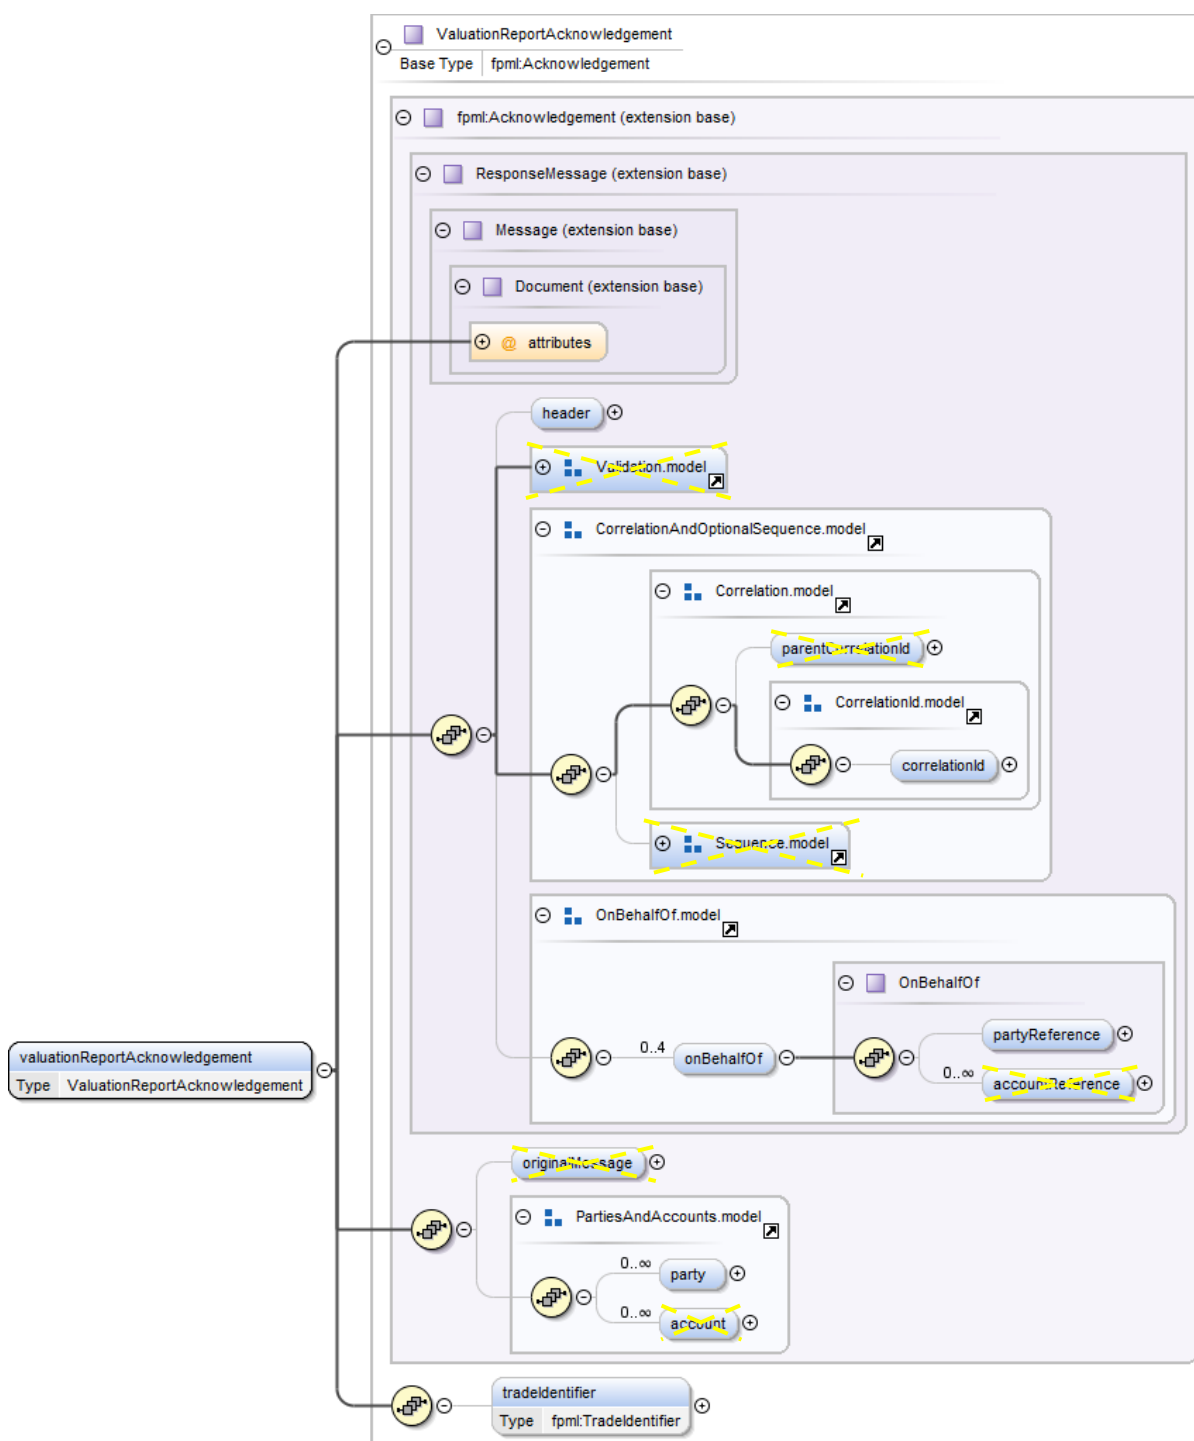 ValuationReportAcknowledgement
Base Type fpml:Acknowledgement
fpml:Acknowledgement (extension base)
ResponseMessage (extension base)
Message (extension base)
Document (extension base)
@ attributes
header
Validation.model
CorrelationAndOptionalSequence.model
Correlation.model
parentCorrelationId
CorrelationId.model
correlationId
Sequence.model
OnBehalfOf.model
OnBehalfOf
partyReference
0..4 onBehalfOf
0..∞ accountReference
valuationReportAcknowledgement
Type ValuationReportAcknowledgement
originalMessage
PartiesAndAccounts.model
0..∞ party
0..∞ account
tradeIdentifier
Type fpml:TradeIdentifier